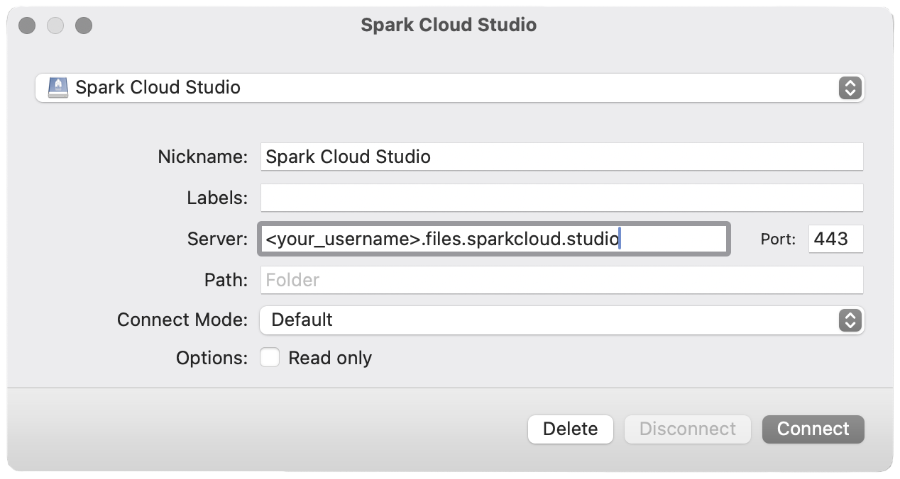 Spark Cloud Studio
Spark Cloud Studio
Nickname: Spark Cloud Studio
Labels:
Server: <your_username>.files.sparkcloud.studio Port: 443
Path: Folder
Connect Mode: Default
Options: Read only
Delete Disconnect Connect